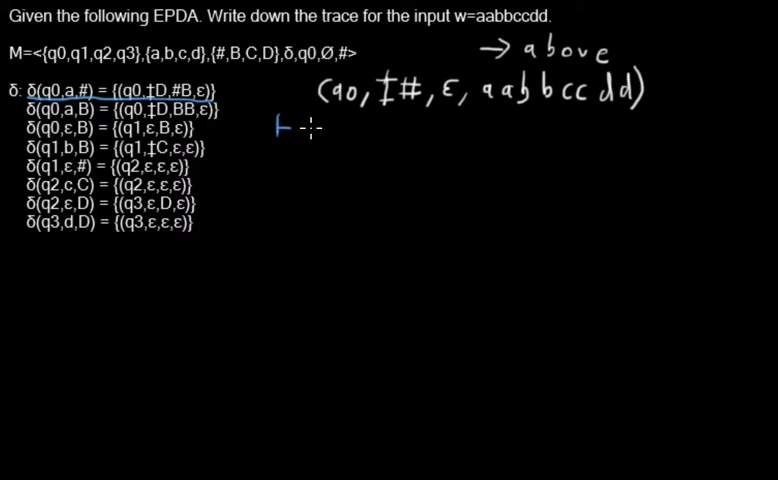 Given the following EPDA. Write down the trace for the input w=aabbccdd.
M=<{q0,q1,q2,q3},{a,b,c,d},{#,B,C,D},δ,q0,Ø,#>
→ above
δ: δ(q0,a,#) = {(q0,‡D,#B,ε)}
(q0, ‡#, ε, aabbccdd)
δ(q0,a,B) = {(q0,‡D,BB,ε)}
δ(q0,ε,B) = {(q1,ε,B,ε)}
⊢
δ(q1,b,B) = {(q1,‡C,ε,ε)}
δ(q1,ε,#) = {(q2,ε,ε,ε)}
δ(q2,c,C) = {(q2,ε,ε,ε)}
δ(q2,ε,D) = {(q3,ε,D,ε)}
δ(q3,d,D) = {(q3,ε,ε,ε)}